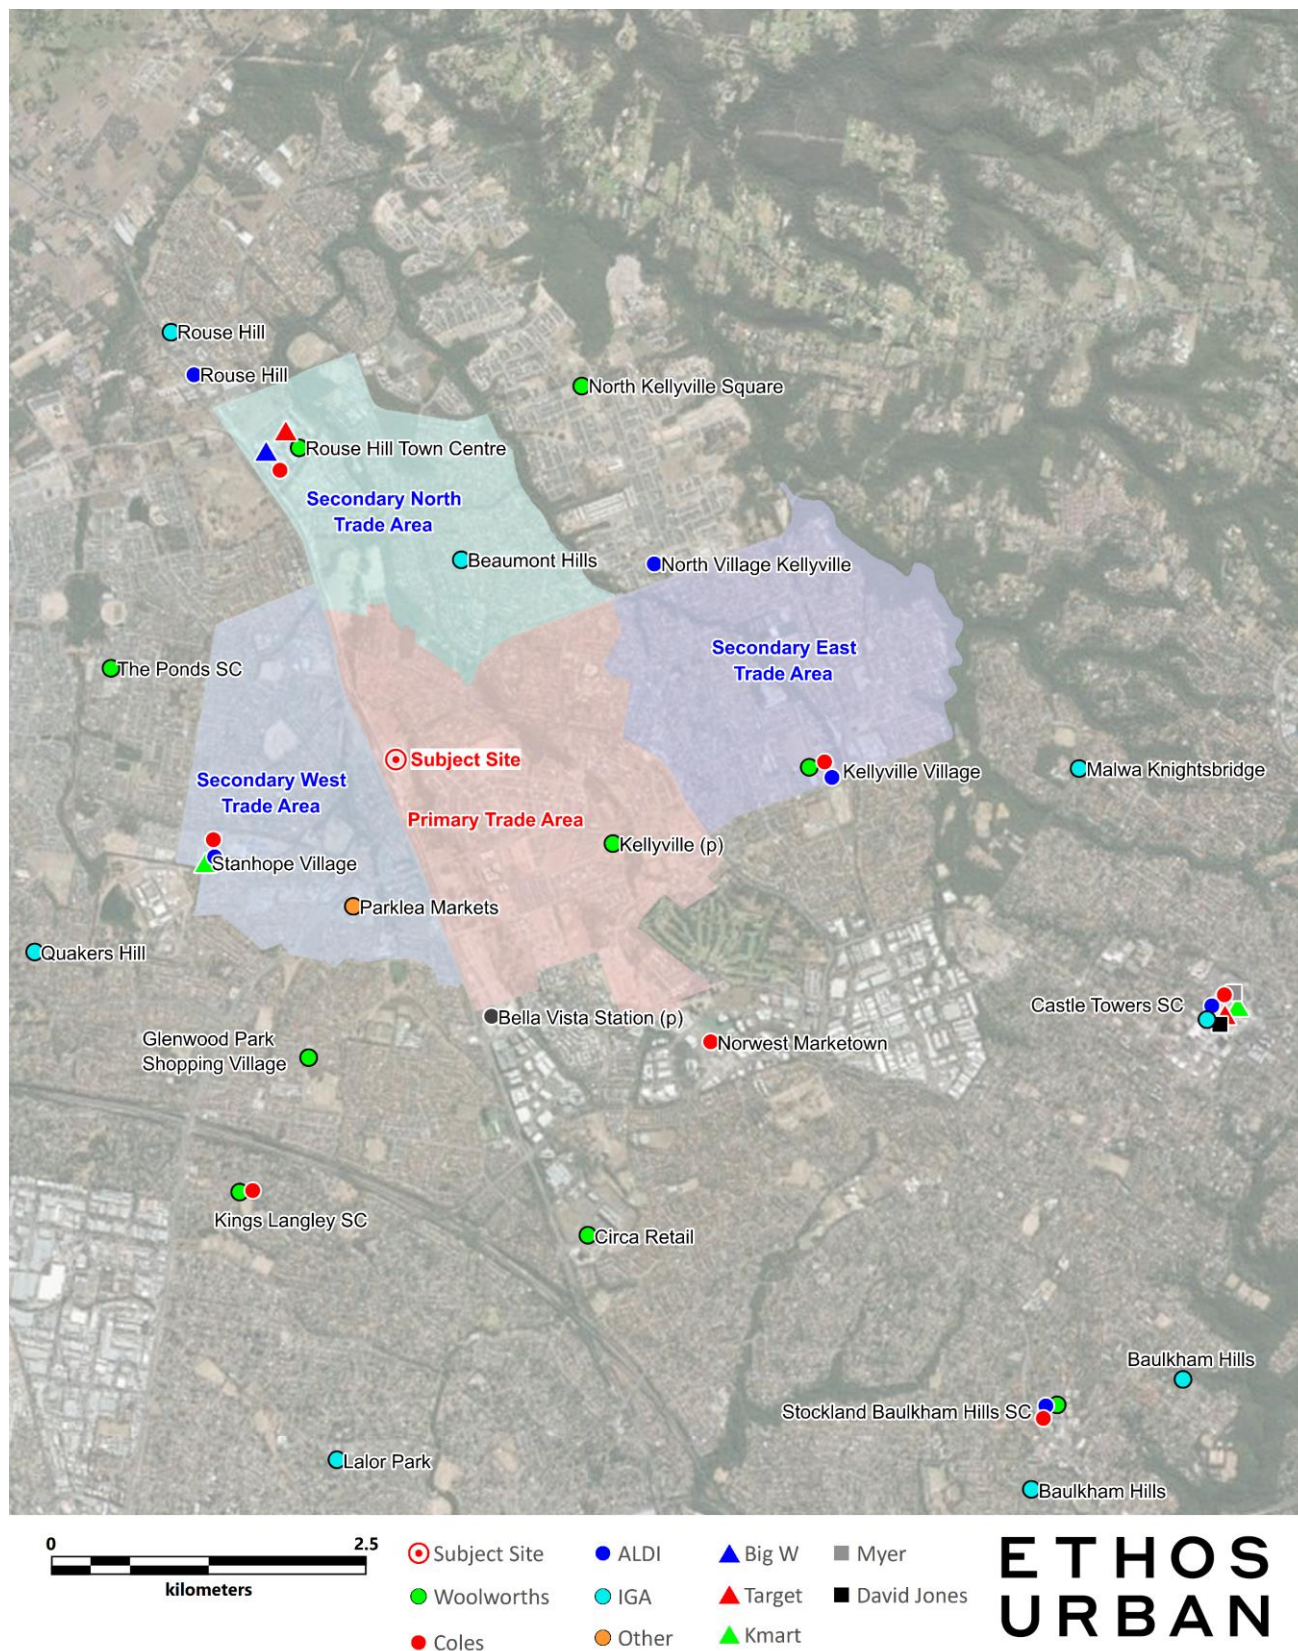 Rouse Hill
Rouse Hill
North Kellyville Square
Rouse Hill Town Centre
Secondary North
Trade Area
Beaumont Hills
North Village Kellyville
Secondary East
Trade Area
The Ponds SC
Subject Site
Secondary West
Trade Area
Kellyville Village
Malwa Knightsbridge
Primary Trade Area
Kellyville (p)
Stanhope Village
Parklea Markets
Quakers Hill
Castle Towers SC
Bella Vista Station (p)
Glenwood Park
Shopping Village
Norwest Marketown
Kings Langley SC
Circa Retail
Baulkham Hills
Stockland Baulkham Hills SC
Lalor Park
Baulkham Hills
0 2.5
kilometers
Subject Site
Woolworths
Coles
ALDI
IGA
Other
Big W
Target
Kmart
Myer
David Jones
ETHOS
URBAN